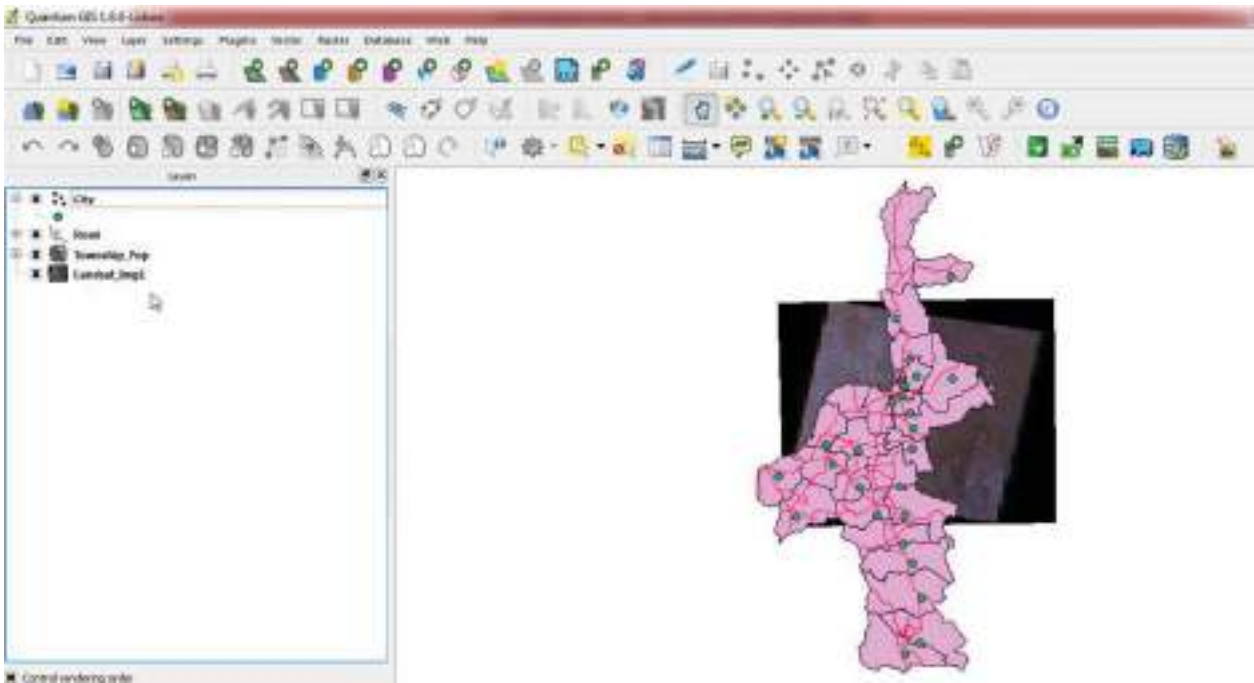 Quantum GIS 1.8.0-Lisboa
File Edit View Layer Settings Plugins Vector Raster Database Web Help
Layers
City
Road
Township_Pop
Landsat_Img1
Control rendering order